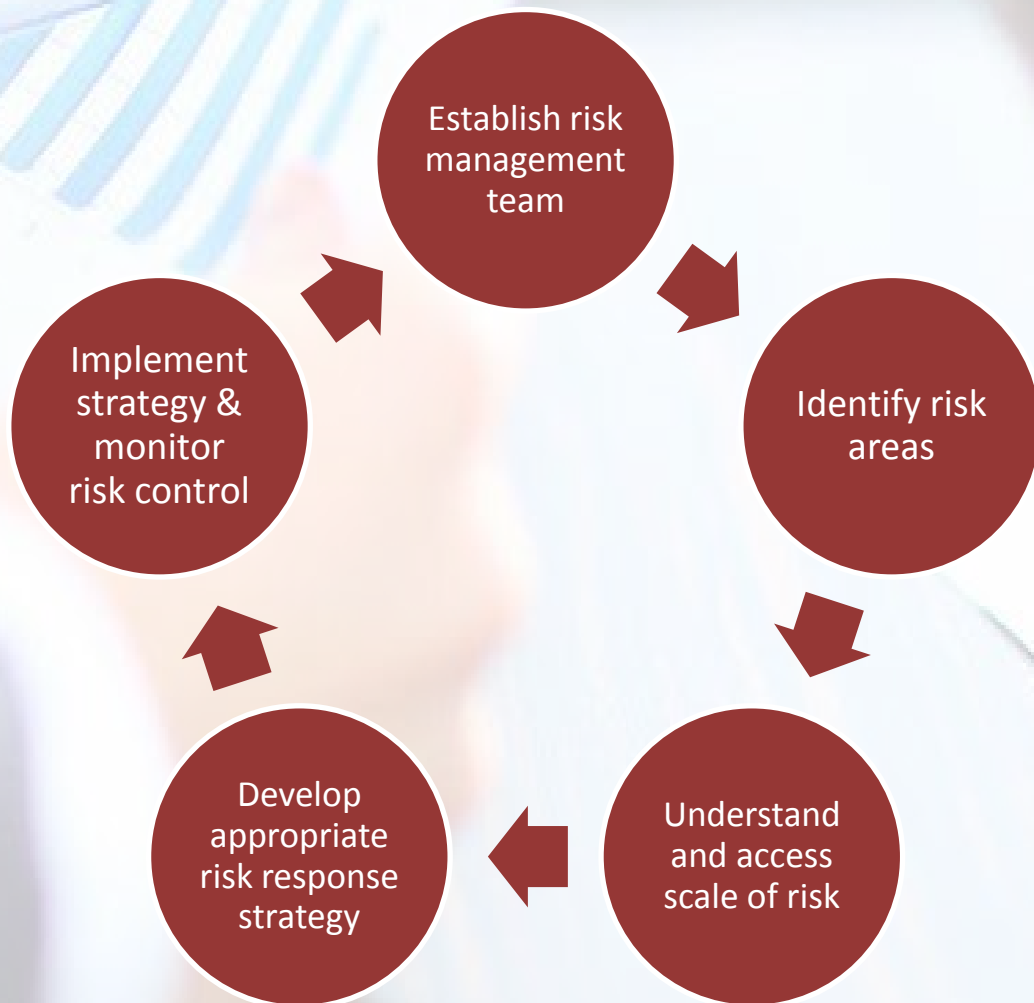 Establish risk
management
team
Identify risk
areas
Understand
and access
scale of risk
Develop
appropriate
risk response
strategy
Implement
strategy &
monitor
risk control